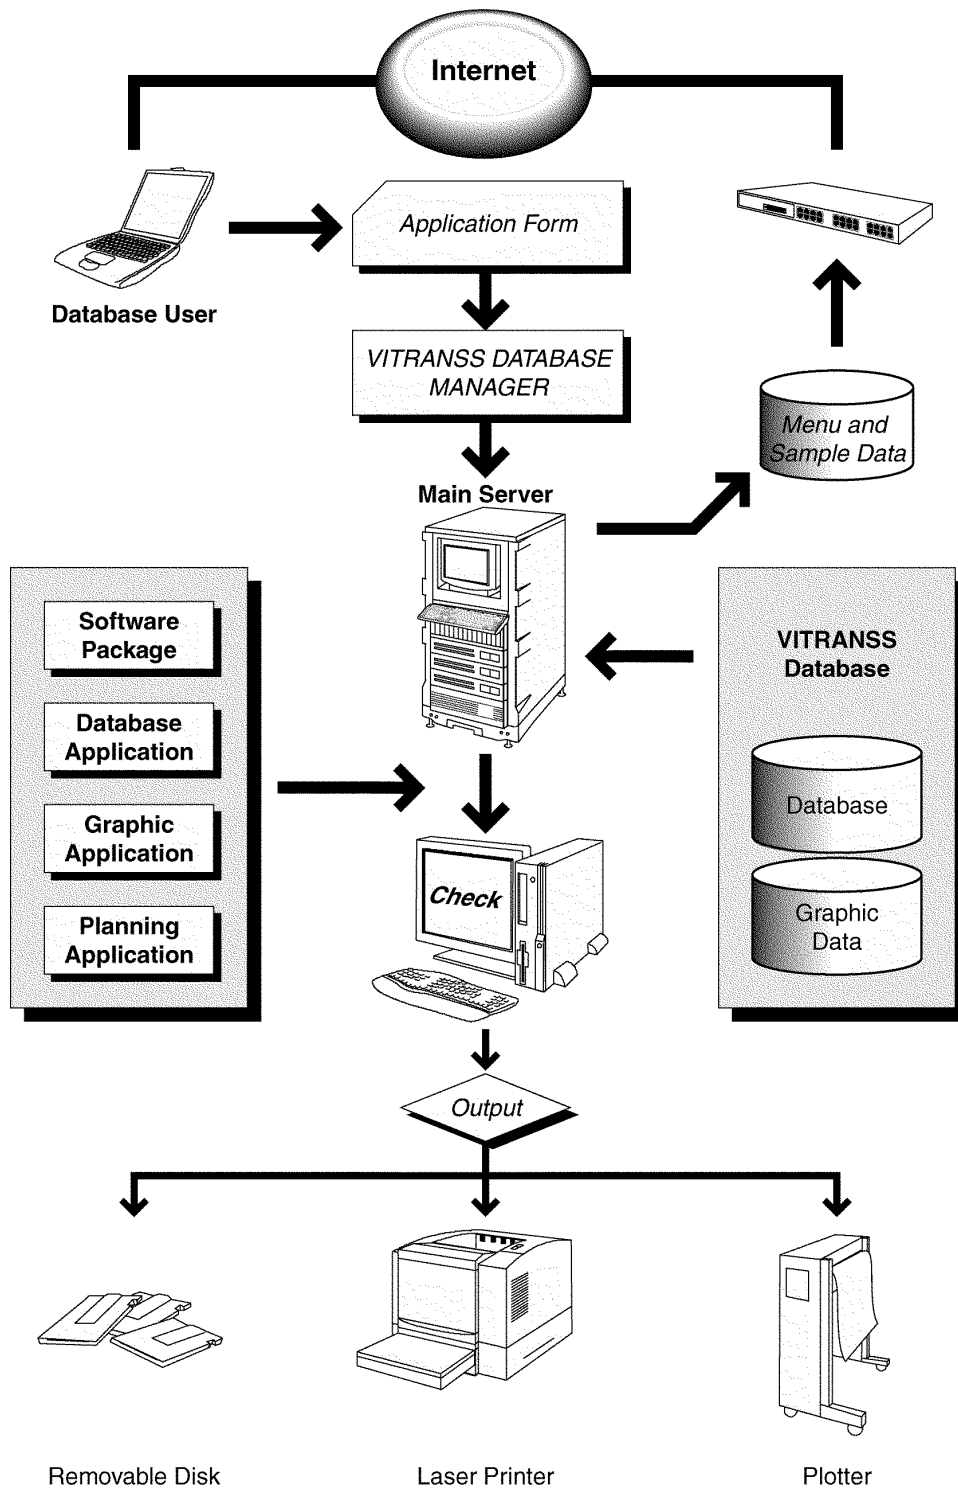 Internet
Application Form
Database User
VITRANSS DATABASE
MANAGER
Menu and
Sample Data
Main Server
Software
Package
Database
Application
Graphic
Application
Planning
Application
VITRANSS
Database
Database
Graphic
Data
Check
Output
Removable Disk
Laser Printer
Plotter